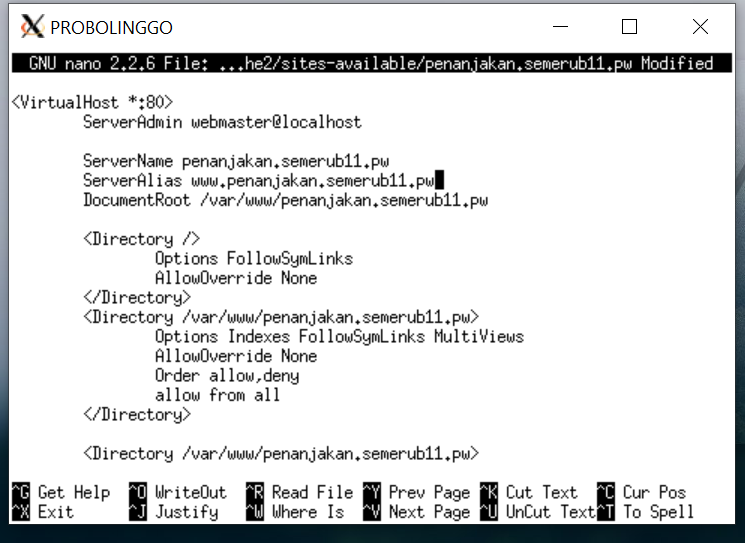 PROBOLINGGO
GNU nano 2.2.6 File: ...he2/sites-available/penanjakan.semerub11.pw Modified
<VirtualHost *:80>
ServerAdmin webmaster@localhost
ServerName penanjakan.semerub11.pw
ServerAlias www.penanjakan.semerub11.pw
DocumentRoot /var/www/penanjakan.semerub11.pw
<Directory />
Options FollowSymLinks
AllowOverride None
</Directory>
<Directory /var/www/penanjakan.semerub11.pw>
Options Indexes FollowSymLinks MultiViews
AllowOverride None
Order allow,deny
allow from all
</Directory>
<Directory /var/www/penanjakan.semerub11.pw>
^G Get Help ^O WriteOut ^R Read File ^Y Prev Page ^K Cut Text ^C Cur Pos
^X Exit ^J Justify ^W Where Is ^V Next Page ^U UnCut Text ^T To Spell